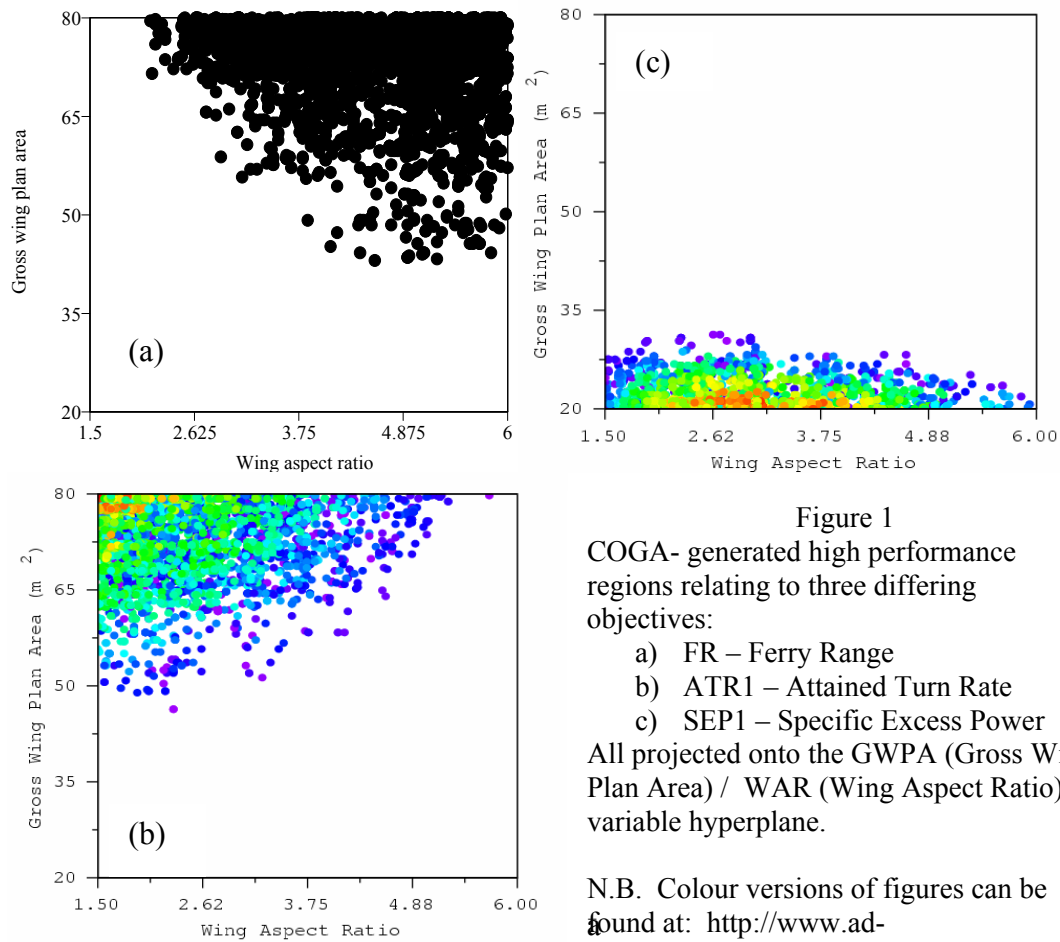 80
65
50
35
20
Gross wing plan area
(a)
1.5 2.625 3.75 4.875 6
Wing aspect ratio
80
65
50
35
20
Gross Wing Plan Area (m 2)
(c)
1.50 2.62 3.75 4.88 6.00
Wing Aspect Ratio
80
65
50
35
20
Gross Wing Plan Area (m 2)
(b)
1.50 2.62 3.75 4.88 6.00
Wing Aspect Ratio
Figure 1
COGA- generated high performance
regions relating to three differing
objectives:
a) FR – Ferry Range
b) ATR1 – Attained Turn Rate
c) SEP1 – Specific Excess Power
All projected onto the GWPA (Gross Wi
Plan Area) / WAR (Wing Aspect Ratio)
variable hyperplane.
N.B. Colour versions of figures can be
found at: http://www.ad-